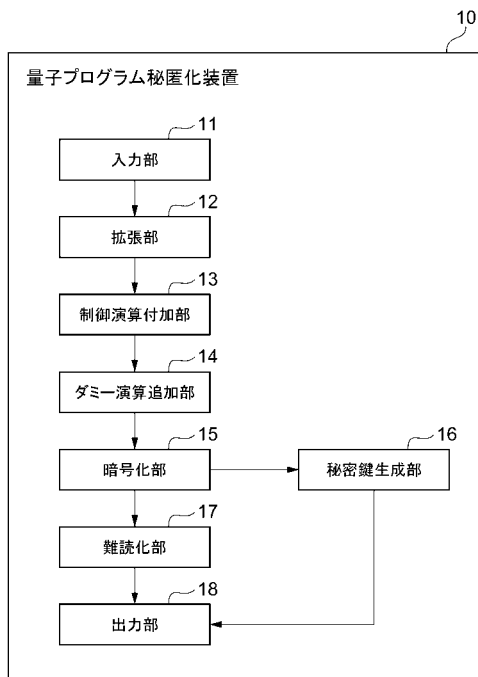 10
量子プログラム秘匿化装置
11
入力部
12
拡張部
13
制御演算付加部
14
ダミー演算追加部
15
暗号化部
16
秘密鍵生成部
17
難読化部
18
出力部